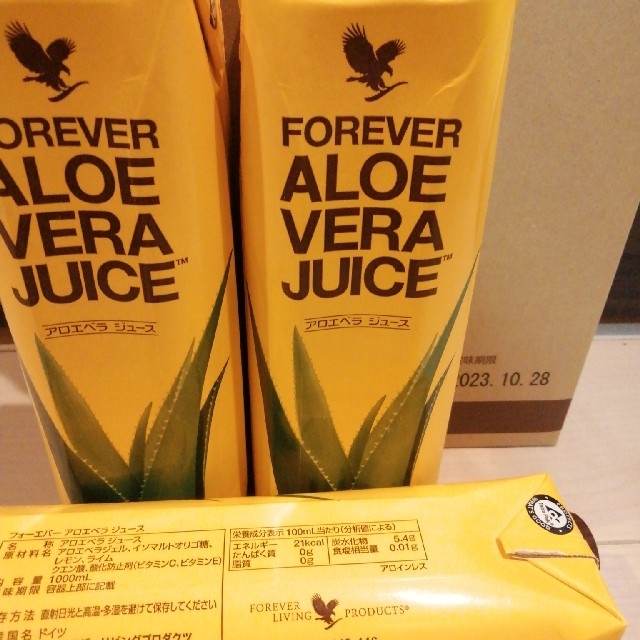 FOREVER
ALOE
VERA
JUICE™
アロエベラ ジュース
FOREVER
ALOE
VERA
JUICE™
アロエベラ ジュース
味期限
2023. 10. 28
フォーエバー アロエベラ ジュース
名 称 アロエベラ ジュース
原材料名 アロエベラジェル、イソマルトオリゴ糖、
レモン、ライム
クエン酸、酸化防止剤(ビタミンC、ビタミンE)
内 容 量 1000mL
味期限 容器上部に記載
存方法 直射日光と高温・多湿を避けて保存してください
国名 ドイツ
リビングプロダクツ
栄養成分表示 100mL当たり(分析値による)
エネルギー 21kcal 炭水化物 5.4g
たんぱく質 0g 食塩相当量 0.01g
脂質 0g
アロインレス
FOREVER
LIVING PRODUCTS®